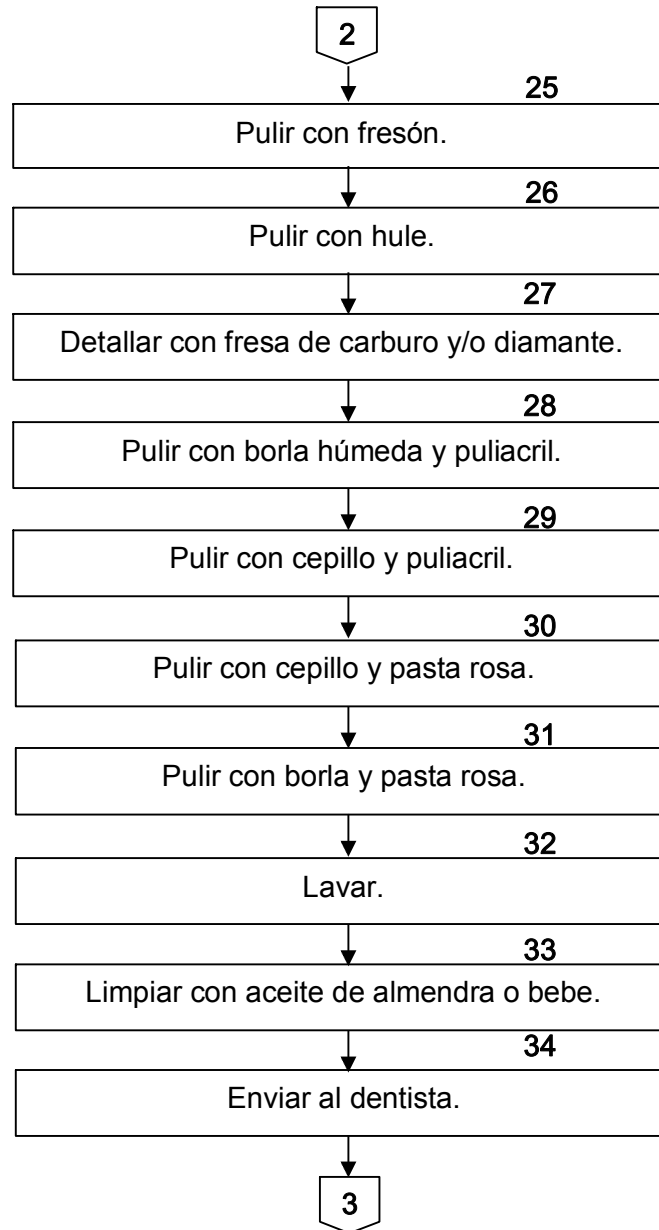 2
25
Pulir con fresón.
26
Pulir con hule.
27
Detallar con fresa de carburo y/o diamante.
28
Pulir con borla húmeda y puliacril.
29
Pulir con cepillo y puliacril.
30
Pulir con cepillo y pasta rosa.
31
Pulir con borla y pasta rosa.
32
Lavar.
33
Limpiar con aceite de almendra o bebe.
34
Enviar al dentista.
3